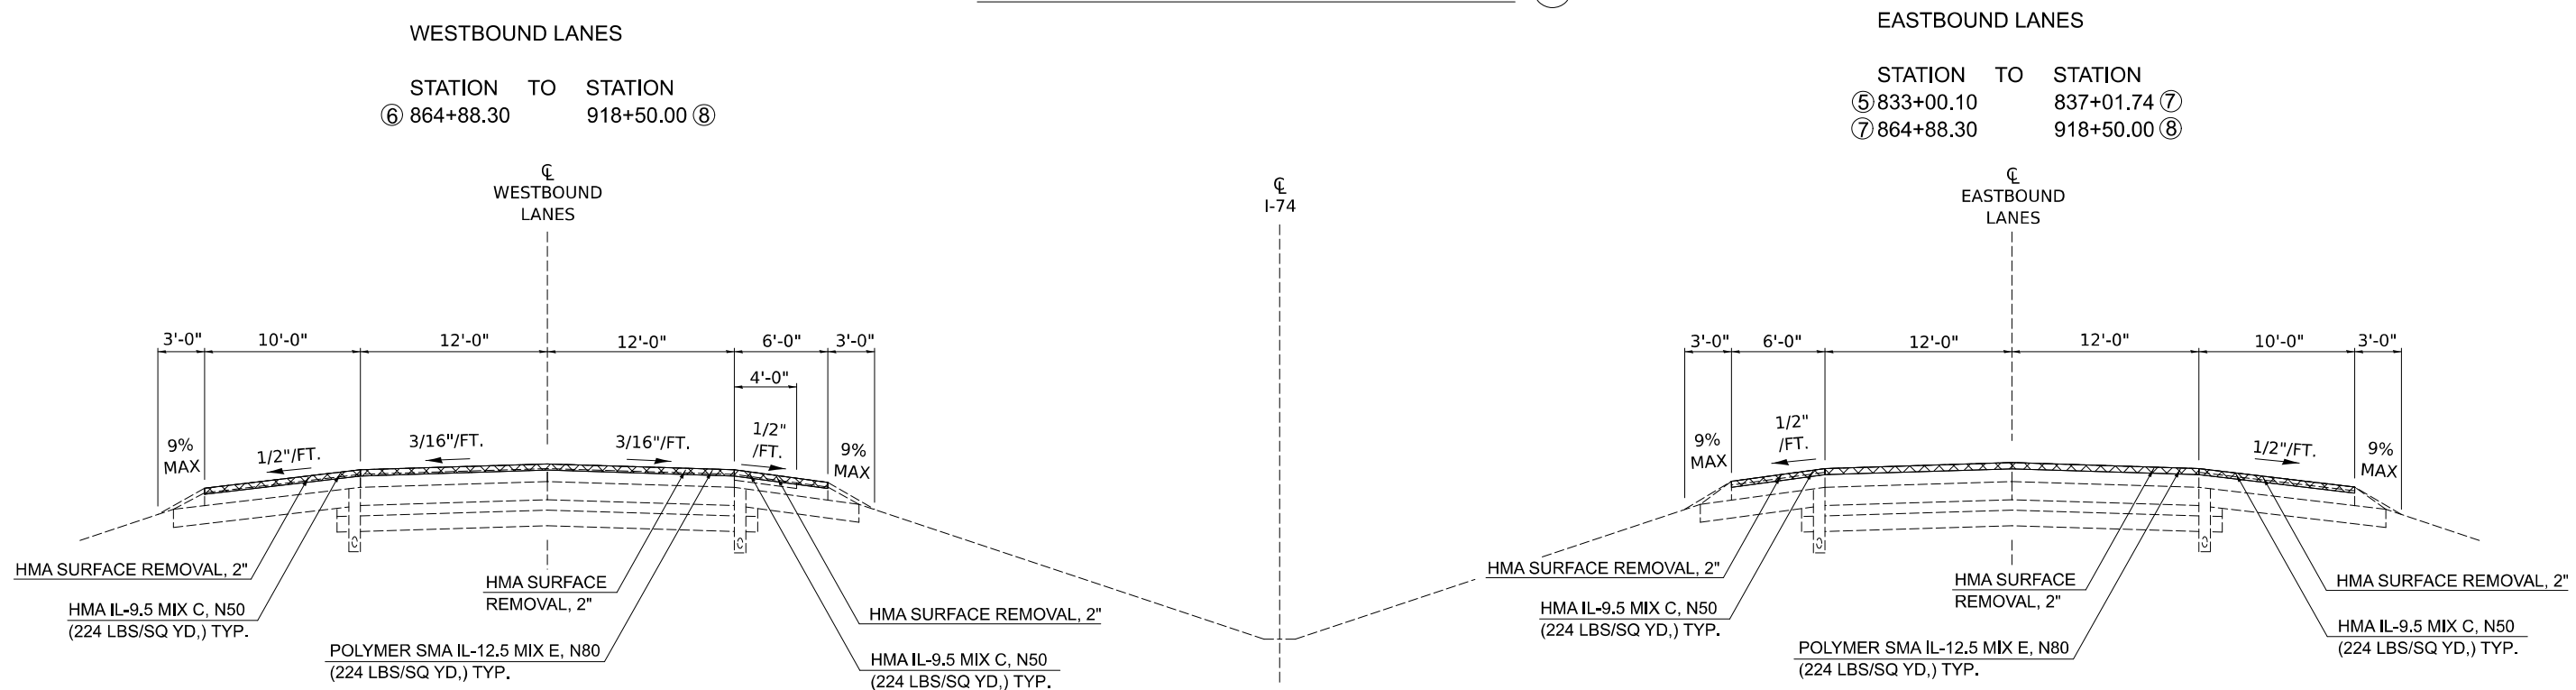 WESTBOUND LANES
STATION TO STATION
⑥ 864+88.30 918+50.00 ⑧
EASTBOUND LANES
STATION TO STATION
⑤ 833+00.10 837+01.74 ⑦
⑦ 864+88.30 918+50.00 ⑧
℄
WESTBOUND
LANES
℄
I-74
℄
EASTBOUND
LANES
3'-0" 10'-0" 12'-0" 12'-0" 6'-0" 3'-0"
4'-0"
9%
MAX
1/2"/FT.
3/16"/FT.
3/16"/FT.
1/2"
/FT.
9%
MAX
HMA SURFACE REMOVAL, 2"
HMA IL-9.5 MIX C, N50
(224 LBS/SQ YD,) TYP.
HMA SURFACE
REMOVAL, 2"
POLYMER SMA IL-12.5 MIX E, N80
(224 LBS/SQ YD,) TYP.
HMA SURFACE REMOVAL, 2"
HMA IL-9.5 MIX C, N50
(224 LBS/SQ YD,) TYP.
3'-0" 6'-0" 12'-0" 12'-0" 10'-0" 3'-0"
9%
MAX
1/2"
/FT.
1/2"/FT.
9%
MAX
HMA SURFACE REMOVAL, 2"
HMA IL-9.5 MIX C, N50
(224 LBS/SQ YD,) TYP.
HMA SURFACE
REMOVAL, 2"
POLYMER SMA IL-12.5 MIX E, N80
(224 LBS/SQ YD,) TYP.
HMA SURFACE REMOVAL, 2"
HMA IL-9.5 MIX C, N50
(224 LBS/SQ YD,) TYP.